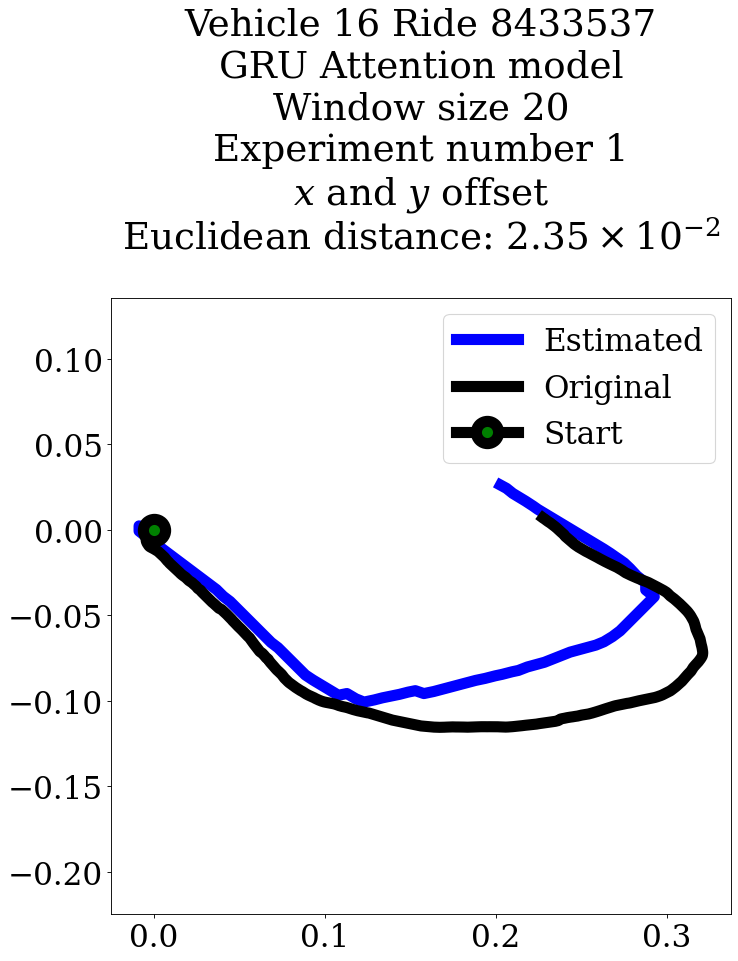 Vehicle 16 Ride 8433537
GRU Attention model
Window size 20
Experiment number 1
x and y offset
Euclidean distance: 2.35 × 10⁻²
Estimated
Original
Start
0.10
0.05
0.00
−0.05
−0.10
−0.15
−0.20
0.0 0.1 0.2 0.3